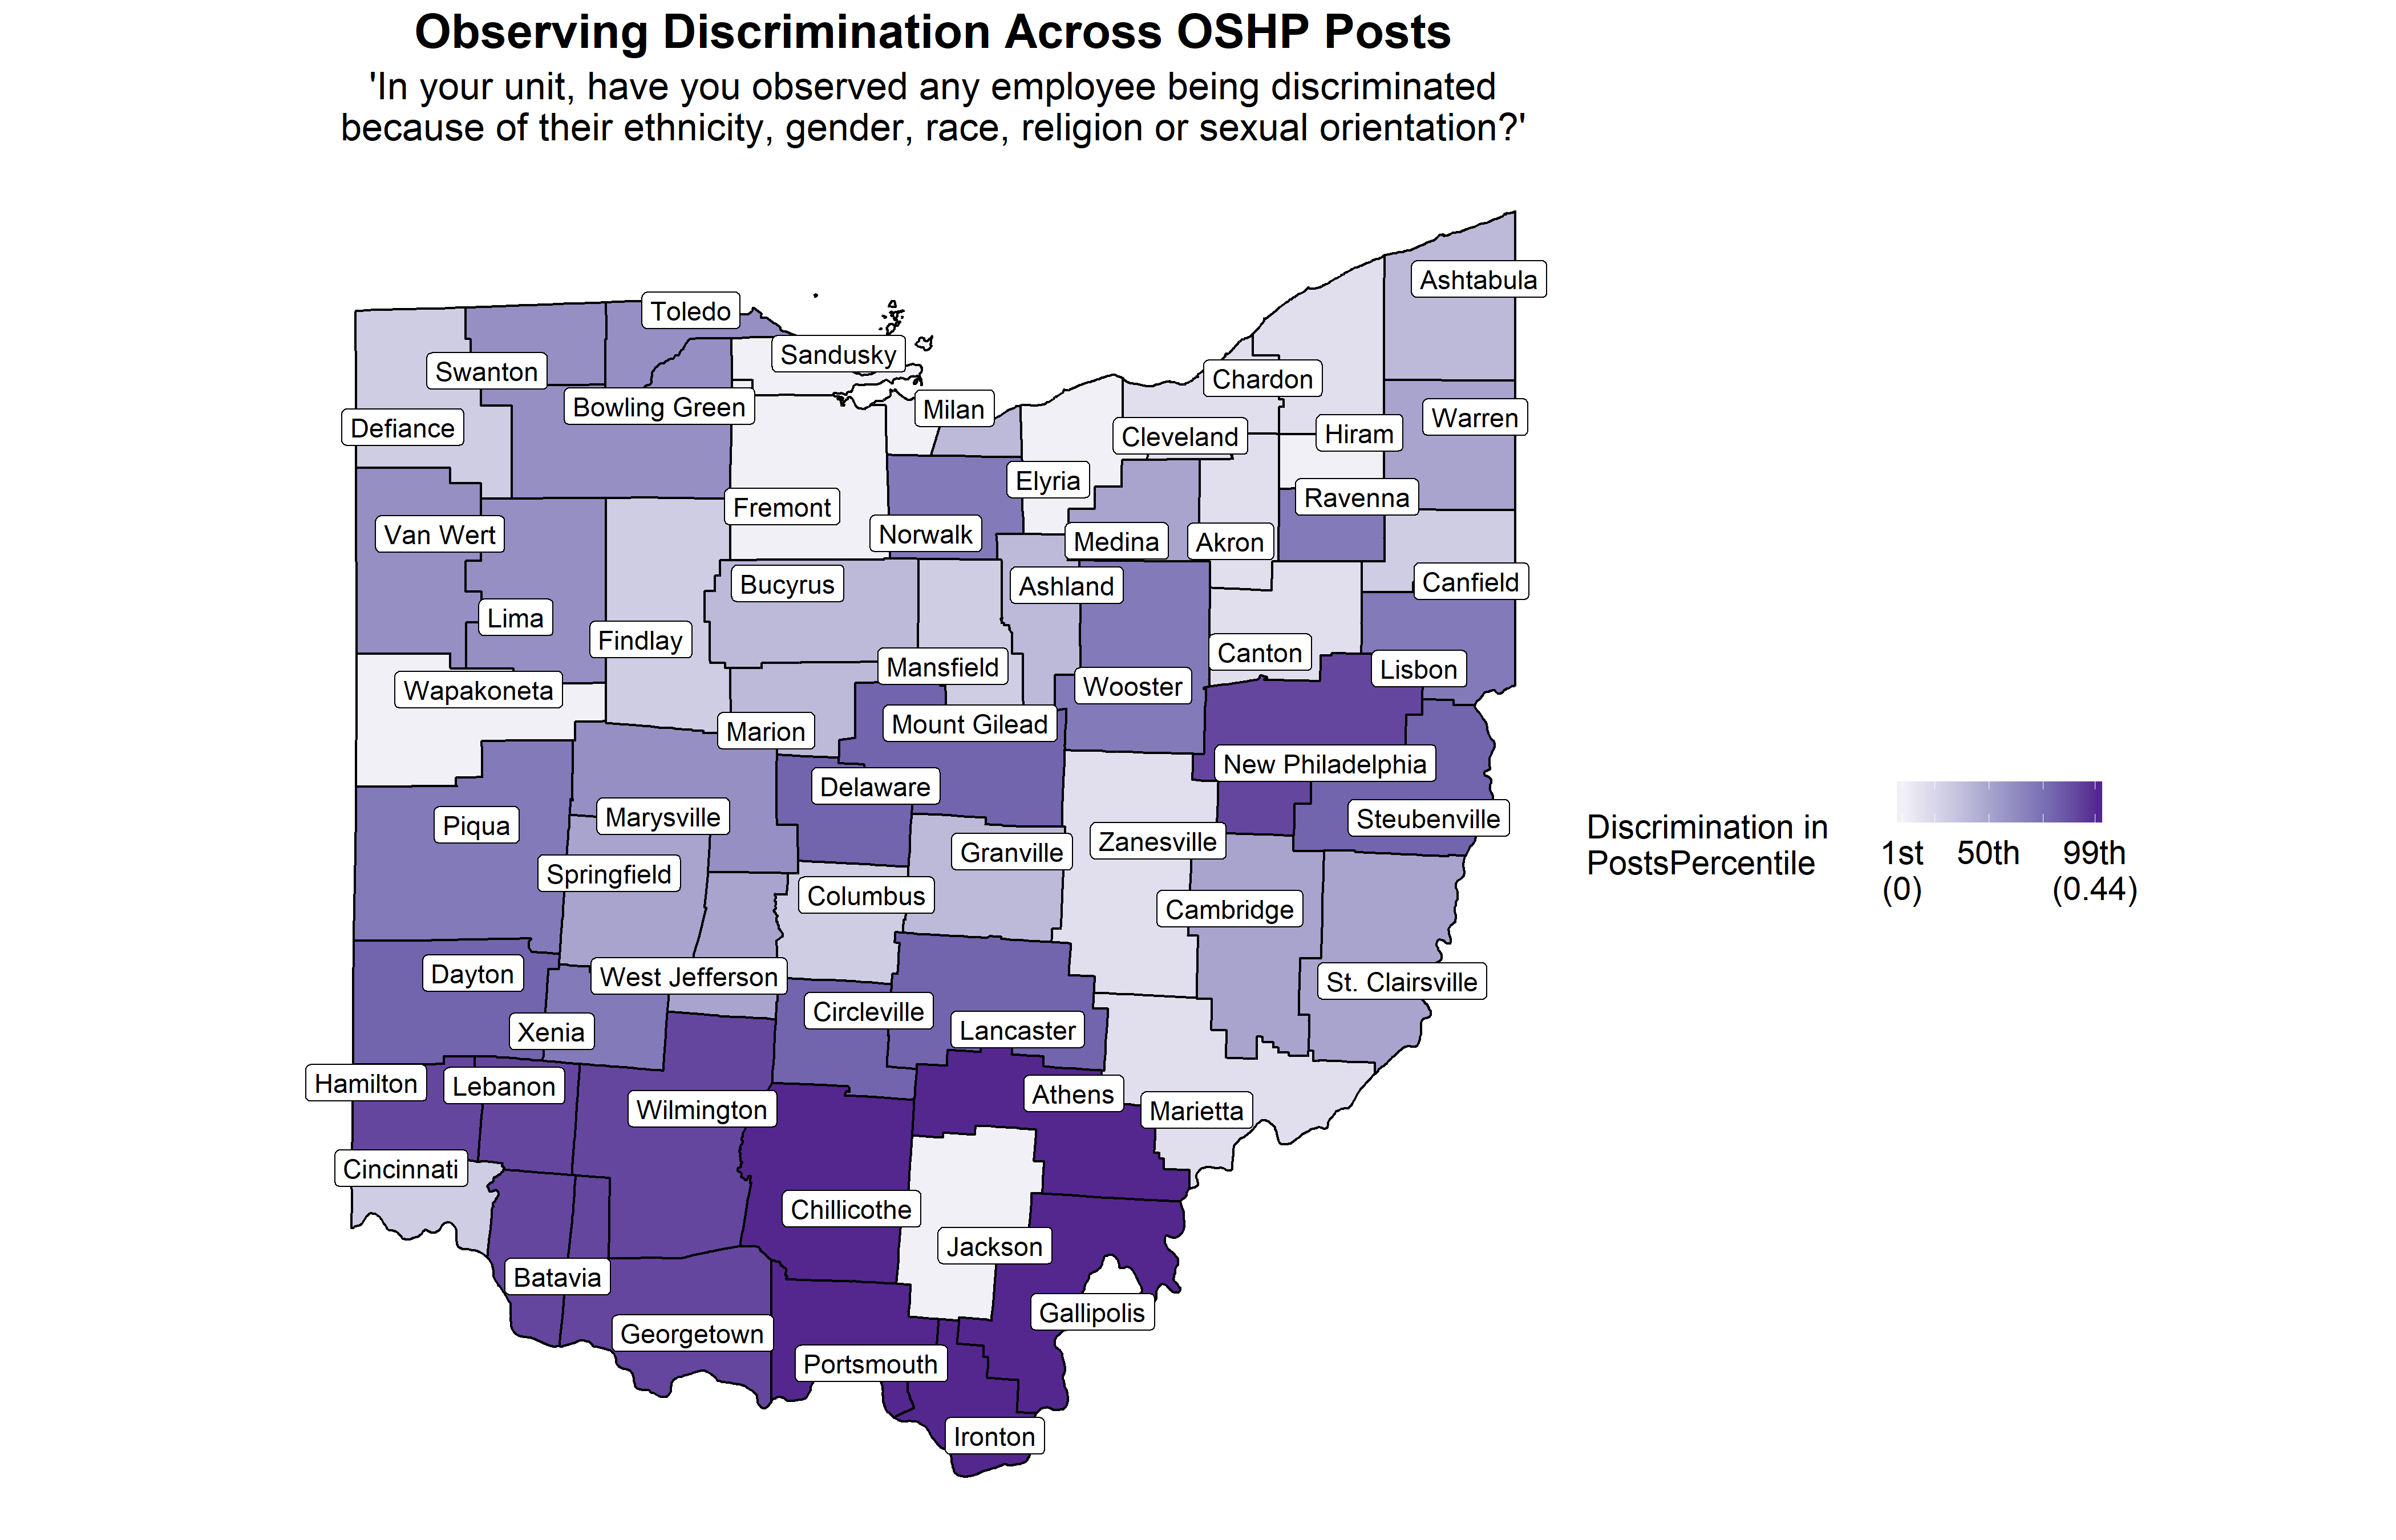 Observing Discrimination Across OSHP Posts
'In your unit, have you observed any employee being discriminated
because of their ethnicity, gender, race, religion or sexual orientation?'
Ashtabula
Toledo
Sandusky
Swanton
Chardon
Bowling Green
Milan
Warren
Defiance
Cleveland
Hiram
Elyria
Ravenna
Fremont
Van Wert
Norwalk
Medina
Akron
Bucyrus
Ashland
Canfield
Lima
Findlay
Canton
Mansfield
Lisbon
Wapakoneta
Wooster
Mount Gilead
Marion
New Philadelphia
Delaware
Marysville
Steubenville
Piqua
Zanesville
Granville
Springfield
Columbus
Cambridge
Dayton
West Jefferson
St. Clairsville
Circleville
Xenia
Lancaster
Hamilton
Lebanon
Athens
Wilmington
Marietta
Cincinnati
Chillicothe
Jackson
Batavia
Gallipolis
Georgetown
Portsmouth
Ironton
Discrimination in
PostsPercentile
1st 50th 99th
(0) (0.44)